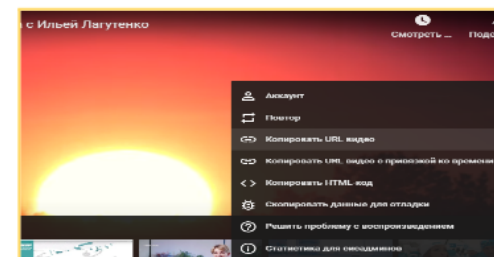 с Ильей Лагутенко
Смотреть ...
Аккаунт
Повтор
Копировать URL видео
Копировать URL видео с привязкой ко времени
Копировать HTML-код
Скопировать данные для отладки
Решить проблему с воспроизведением
Статистика для сисадминов